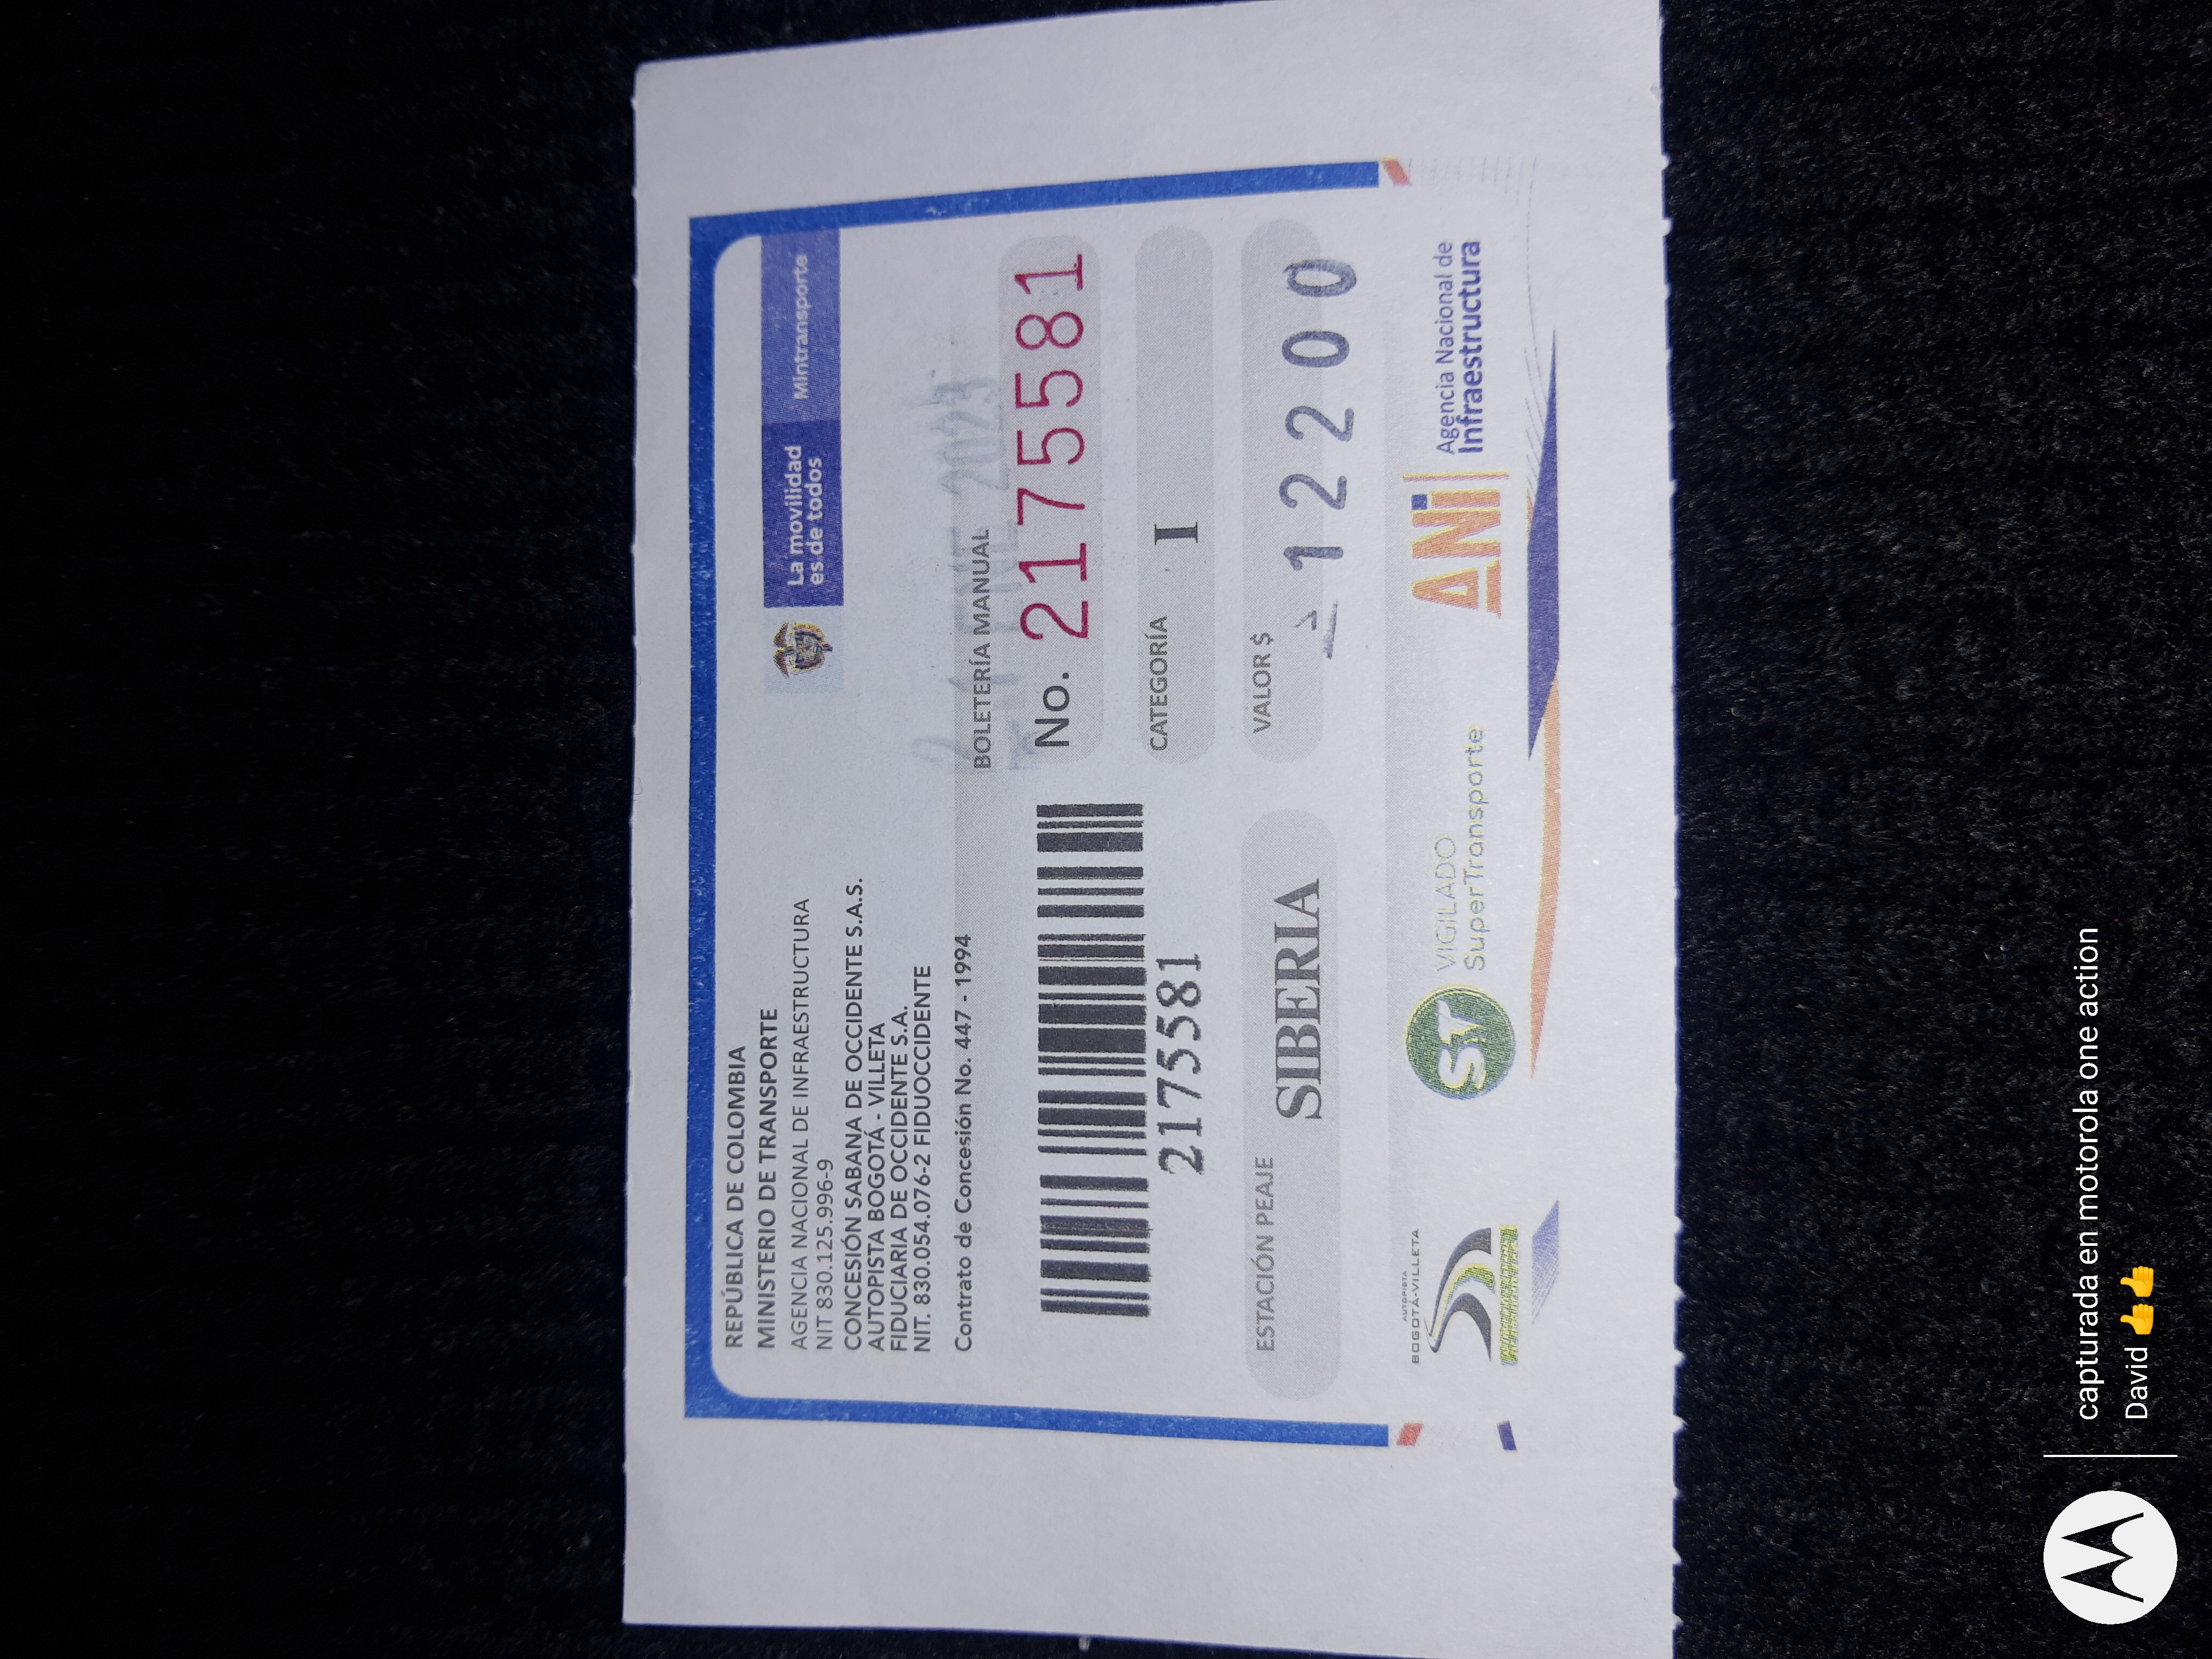 REPÚBLICA DE COLOMBIA
MINISTERIO DE TRANSPORTE
AGENCIA NACIONAL DE INFRAESTRUCTURA
NIT 830.125.996-9
CONCESIÓN SABANA DE OCCIDENTE S.A.S.
AUTOPISTA BOGOTÁ - VILLETA
FIDUCIARIA DE OCCIDENTE S.A.
NIT. 830.054.076-2 FIDUOCCIDENTE
Contrato de Concesión No. 447 - 1994
La movilidad
es de todos
Mintransporte
ENE 2023
BOLETERÍA MANUAL
No. 2175581
2175581
CATEGORÍA I
ESTACIÓN PEAJE SIBERIA
VALOR $ 12200
AUTOPISTA
BOGOTÁ-VILLETA
ST
VIGILADO
SuperTransporte
ANI
Agencia Nacional de
Infraestructura
capturada en motorola one action
David 👍👍